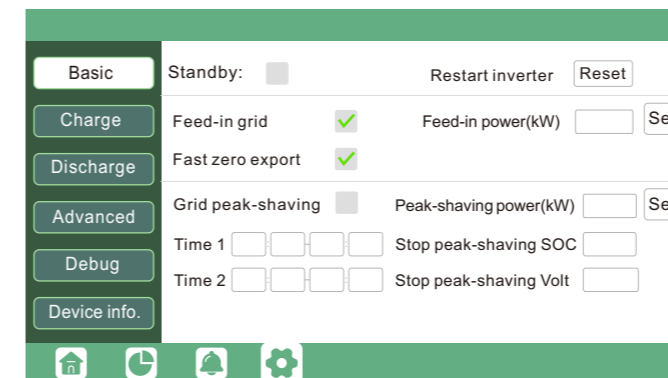 Basic
Charge
Discharge
Advanced
Debug
Device info.
Standby:
Restart inverter Reset
Feed-in grid
Feed-in power(kW) Se
Fast zero export
Grid peak-shaving
Peak-shaving power(kW) Se
Time 1
Stop peak-shaving SOC
Time 2
Stop peak-shaving Volt